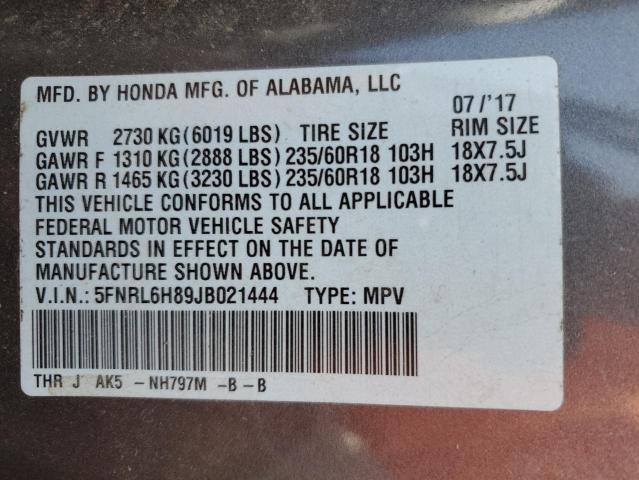 MFD. BY HONDA MFG. OF ALABAMA, LLC
07/'17
GVWR 2730 KG(6019 LBS) TIRE SIZE RIM SIZE
GAWR F 1310 KG(2888 LBS) 235/60R18 103H 18X7.5J
GAWR R 1465 KG(3230 LBS) 235/60R18 103H 18X7.5J
THIS VEHICLE CONFORMS TO ALL APPLICABLE
FEDERAL MOTOR VEHICLE SAFETY
STANDARDS IN EFFECT ON THE DATE OF
MANUFACTURE SHOWN ABOVE.
V.I.N.: 5FNRL6H89JB021444 TYPE: MPV
THR J AK5 -NH797M -B-B